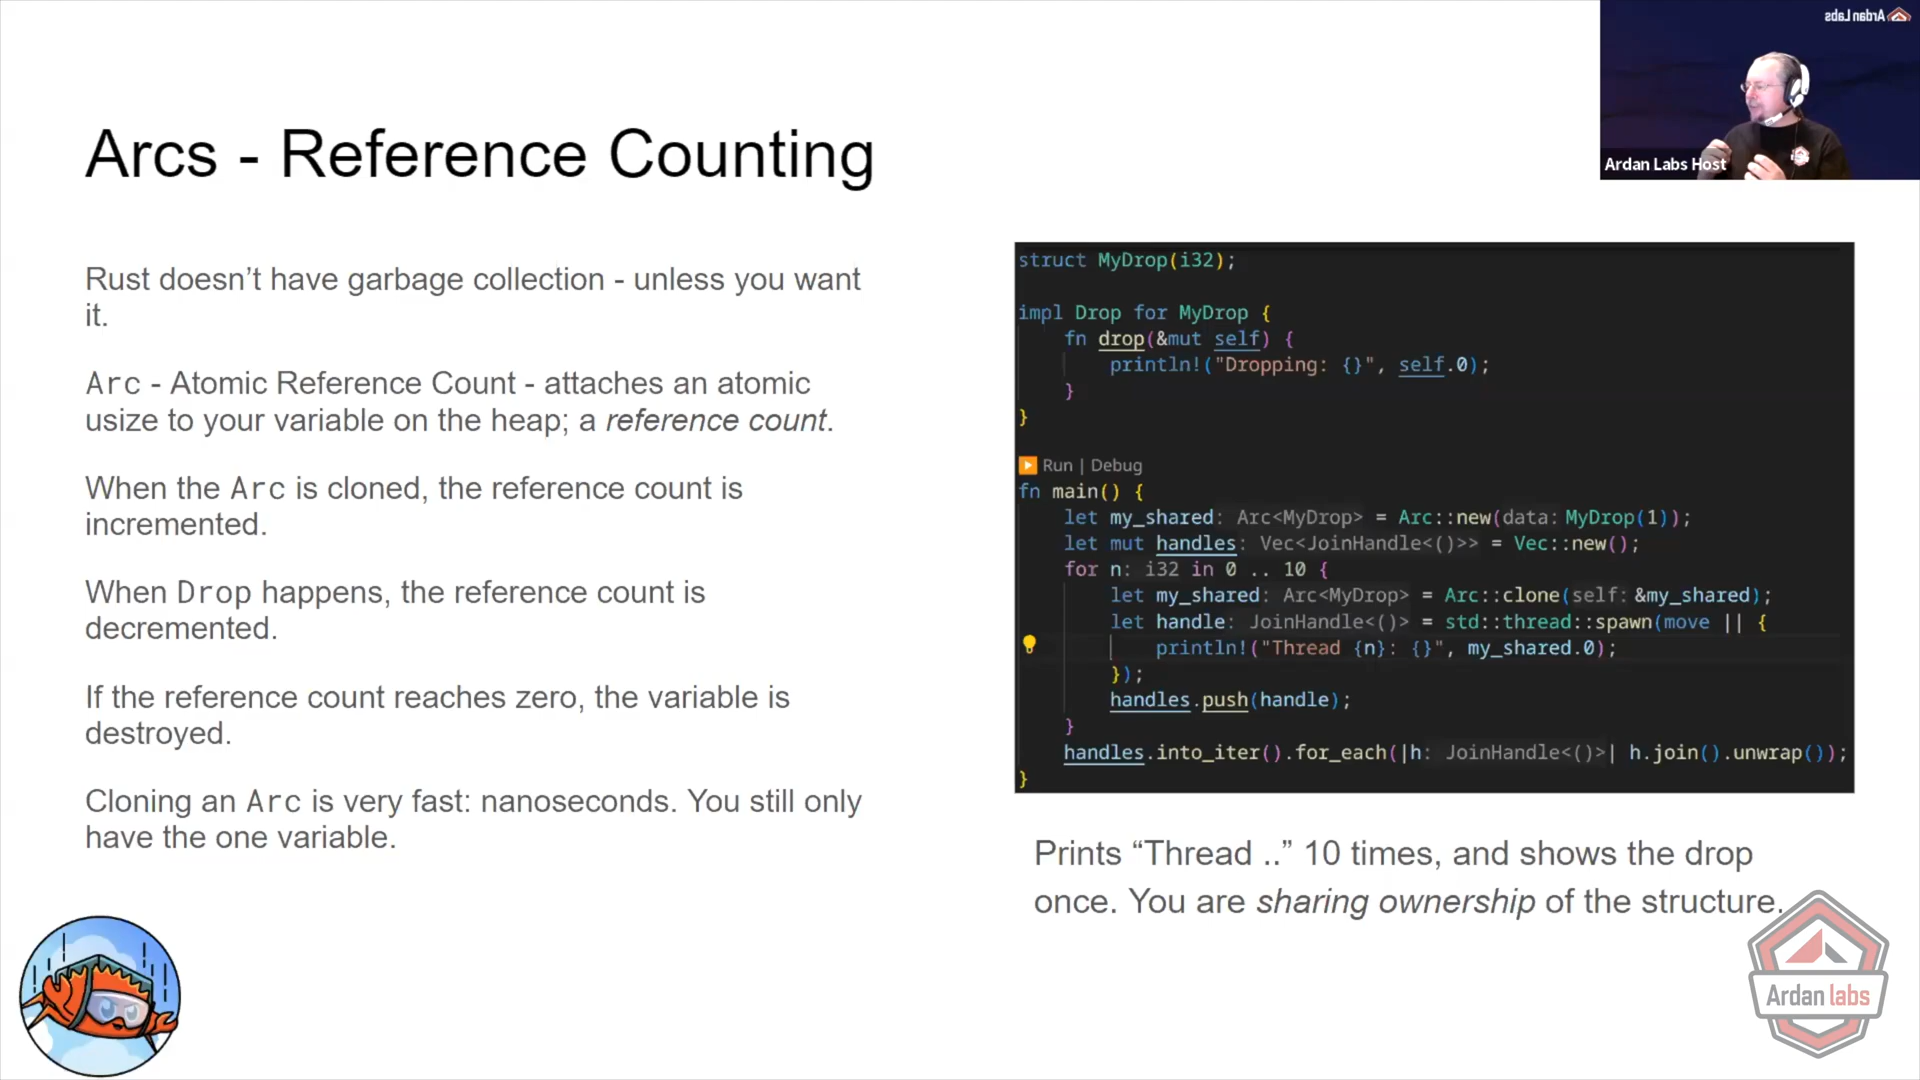 Ardan Labs
Ardan Labs Host
Arcs - Reference Counting
Rust doesn’t have garbage collection - unless you want
it.
Arc - Atomic Reference Count - attaches an atomic
usize to your variable on the heap; a reference count.
When the Arc is cloned, the reference count is
incremented.
When Drop happens, the reference count is
decremented.
If the reference count reaches zero, the variable is
destroyed.
Cloning an Arc is very fast: nanoseconds. You still only
have the one variable.
struct MyDrop(i32);
impl Drop for MyDrop {
    fn drop(&mut self) {
        println!("Dropping: {}", self.0);
    }
}
Run | Debug
fn main() {
    let my_shared: Arc<MyDrop> = Arc::new(data: MyDrop(1));
    let mut handles: Vec<JoinHandle<()>> = Vec::new();
    for n: i32 in 0 .. 10 {
        let my_shared: Arc<MyDrop> = Arc::clone(self: &my_shared);
        let handle: JoinHandle<()> = std::thread::spawn(move || {
            println!("Thread {n}: {}", my_shared.0);
        });
        handles.push(handle);
    }
    handles.into_iter().for_each(|h: JoinHandle<()>| h.join().unwrap());
}
Prints “Thread ..” 10 times, and shows the drop
once. You are sharing ownership of the structure.
Ardan labs